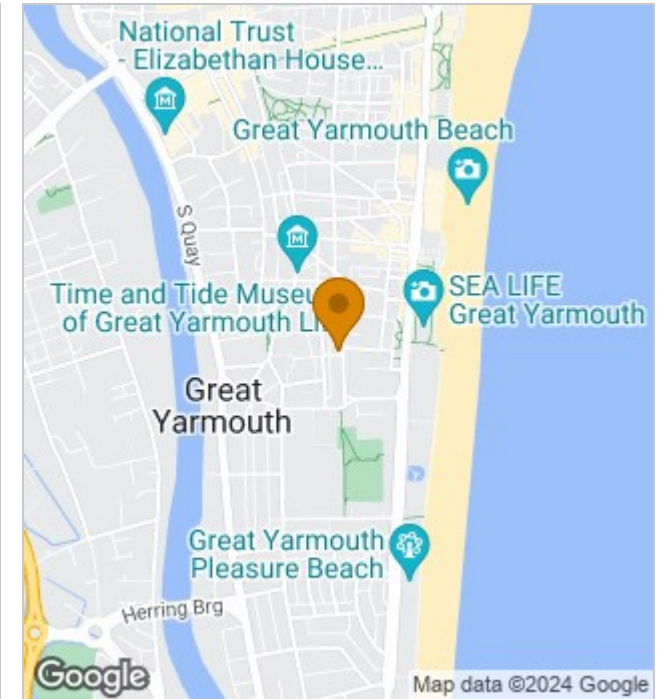 National Trust
- Elizabethan House...
Great Yarmouth Beach
S Quay
Time and Tide Museu
of Great Yarmouth Li
SEA LIFE
Great Yarmouth
Great
Yarmouth
Great Yarmouth
Pleasure Beach
Herring Brg
Google
Map data ©2024 Google